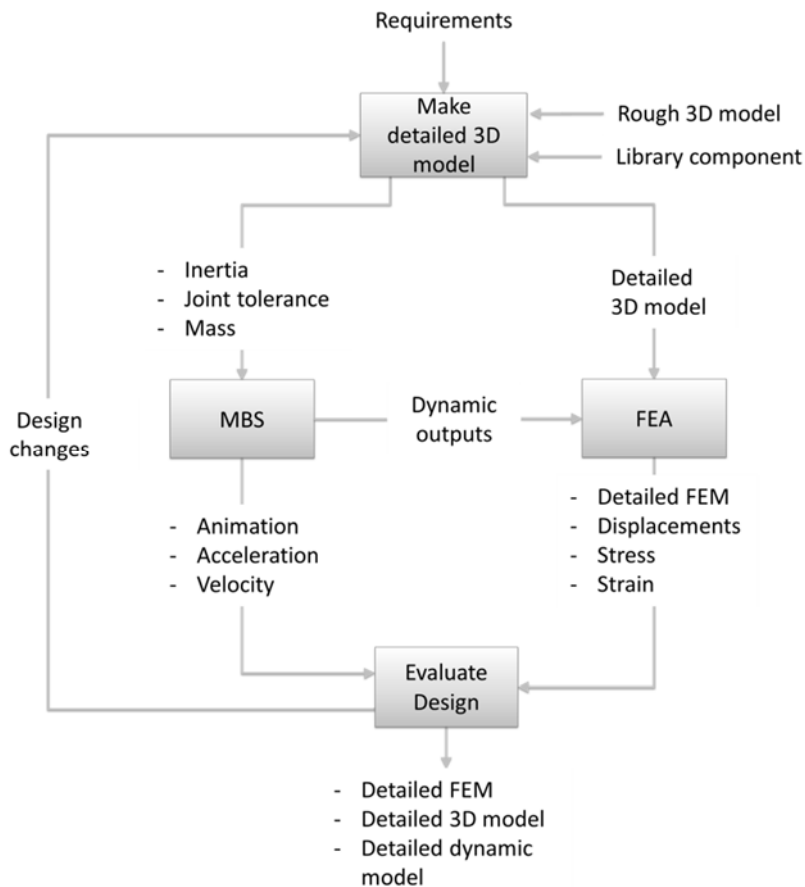 Requirements
Make
detailed 3D
model
Rough 3D model
Library component
- Inertia
- Joint tolerance
- Mass
Detailed
3D model
Design
changes
MBS
Dynamic
outputs
FEA
- Animation
- Acceleration
- Velocity
- Detailed FEM
- Displacements
- Stress
- Strain
Evaluate
Design
- Detailed FEM
- Detailed 3D model
- Detailed dynamic
model